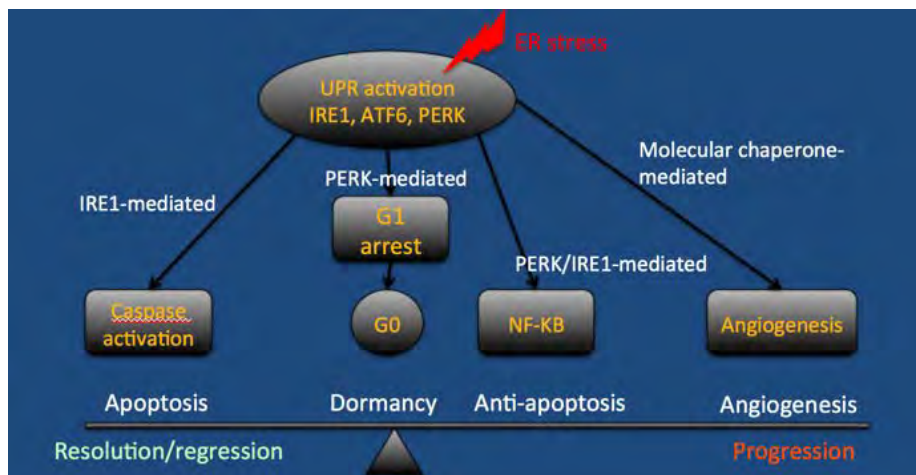 ER stress
UPR activation
IRE1, ATF6, PERK
Molecular chaperone-
mediated
PERK-mediated
IRE1-mediated
G1
arrest
PERK/IRE1-mediated
Caspase
activation
G0
NF-KB
Angiogenesis
Apoptosis
Dormancy
Anti-apoptosis
Angiogenesis
Resolution/regression
Progression